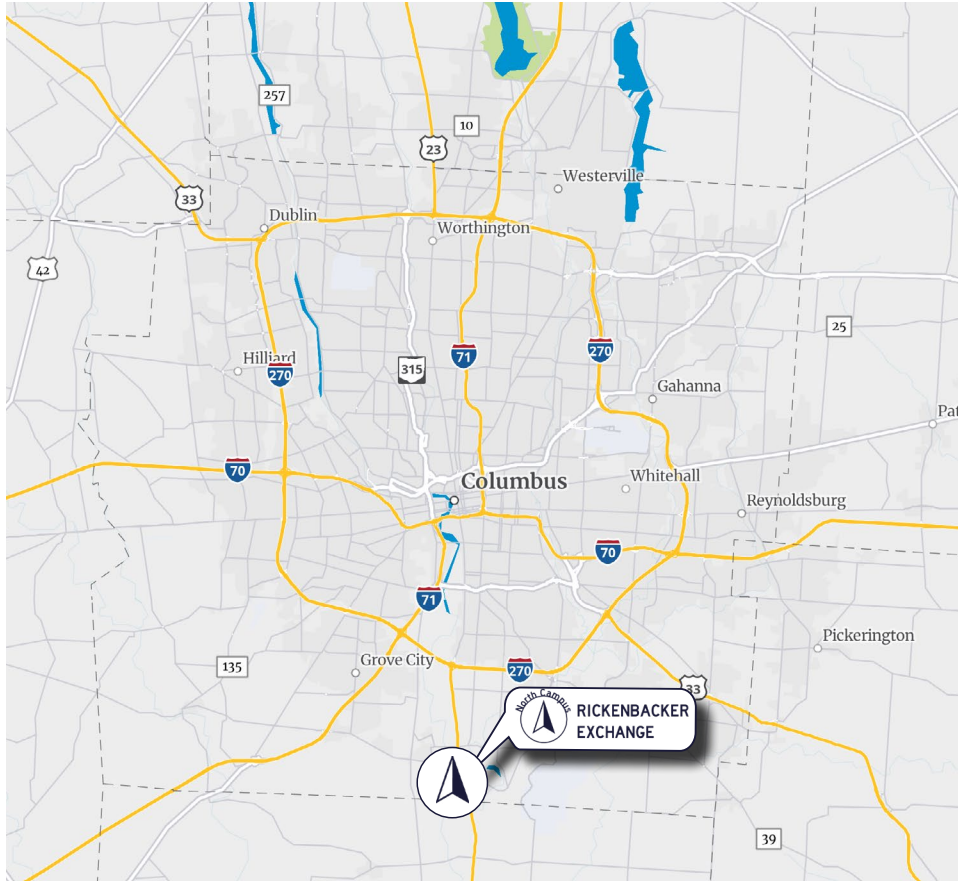 257
10
23
Westerville
33
Dublin
Worthington
42
25
315
71
270
Hilliard
270
Gahanna
Pat
70
Columbus
Whitehall
Reynoldsburg
70
71
Pickerington
Grove City
135
270
33
North Campus
RICKENBACKER
EXCHANGE
39